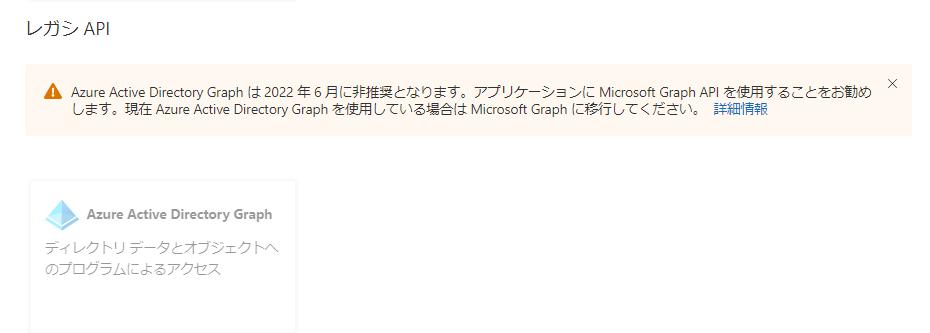 レガシ API
Azure Active Directory Graph は 2022 年 6 月に非推奨となります。アプリケーションに Microsoft Graph API を使用することをお勧め
します。現在 Azure Active Directory Graph を使用している場合は Microsoft Graph に移行してください。 詳細情報
Azure Active Directory Graph
ディレクトリ データとオブジェクトへ
のプログラムによるアクセス